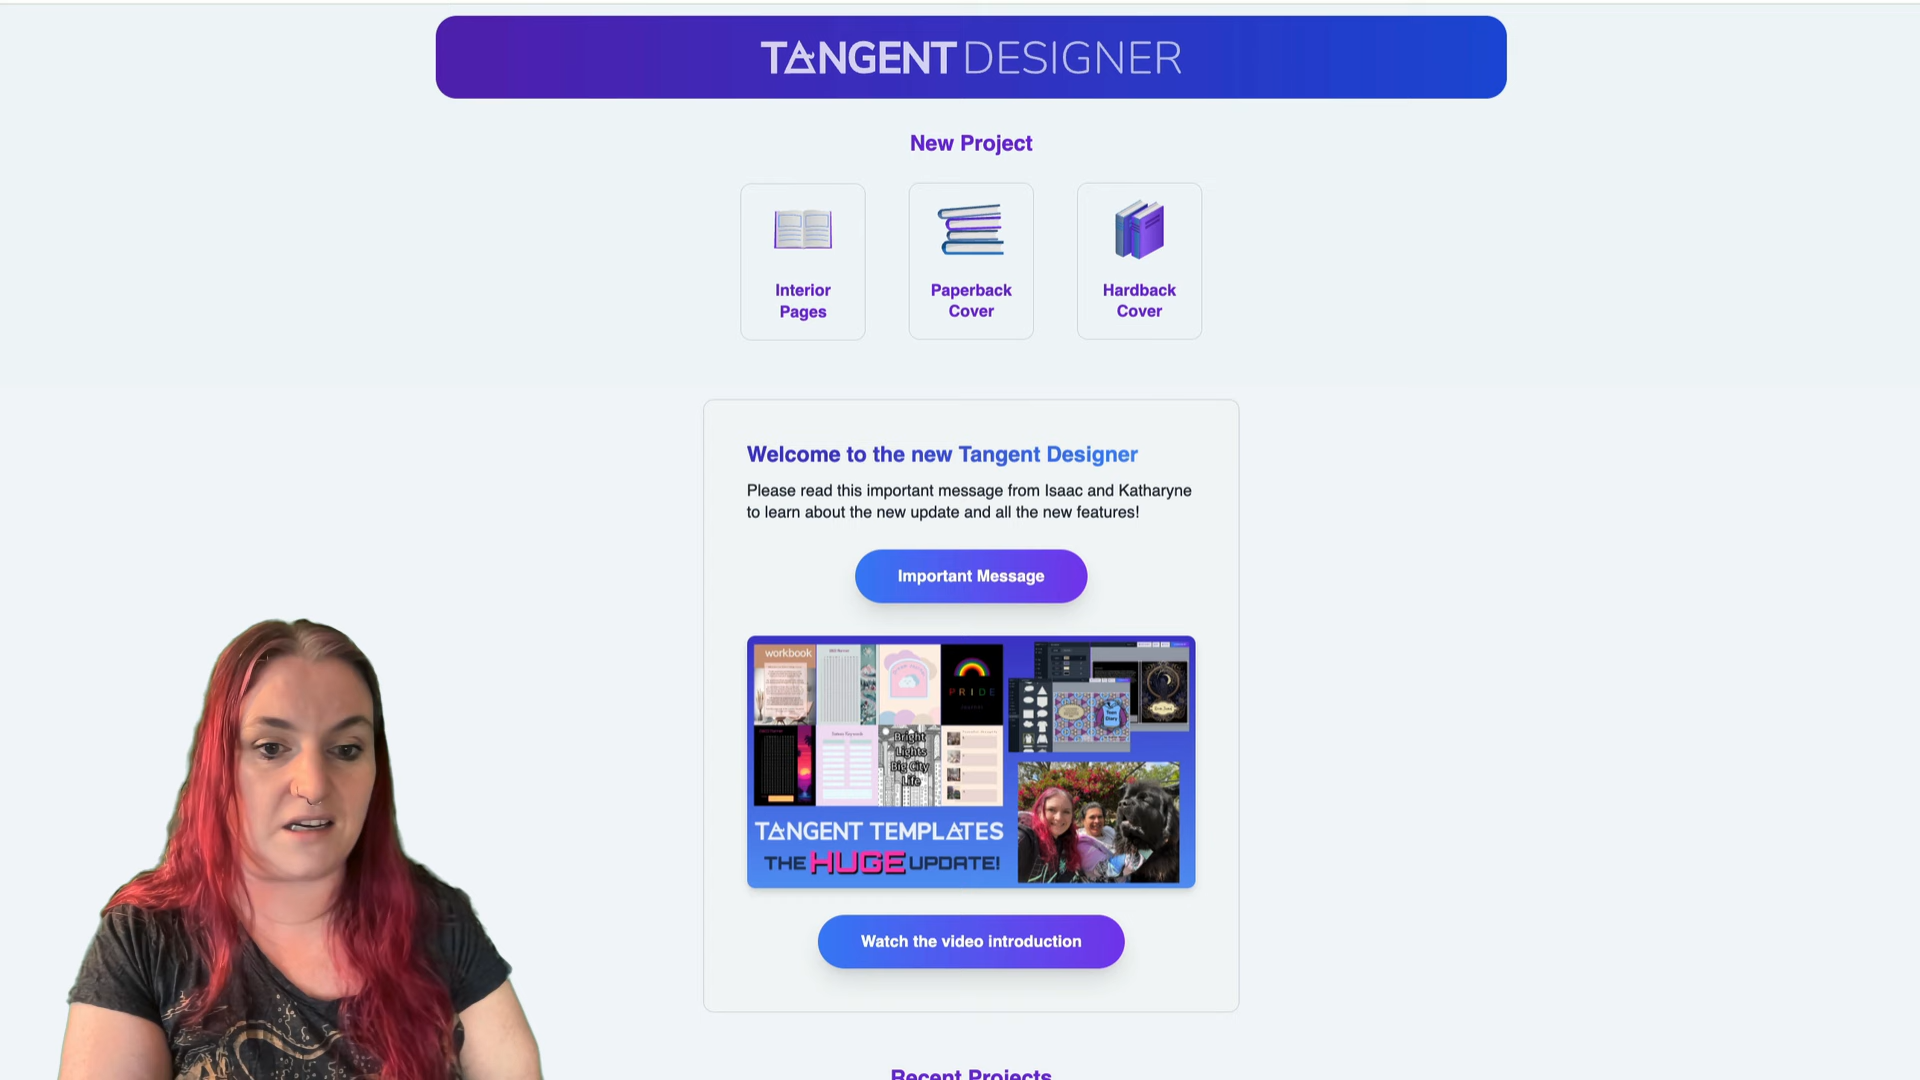 TANGENT DESIGNER
New Project
Interior
Pages
Paperback
Cover
Hardback
Cover
Welcome to the new Tangent Designer
Please read this important message from Isaac and Katharyne
to learn about the new update and all the new features!
Important Message
workbook
PRIDE
Bright
Lights
Big City
Life
TANGENT TEMPLATES
THE HUGE UPDATE!
Watch the video introduction
Recent Projects